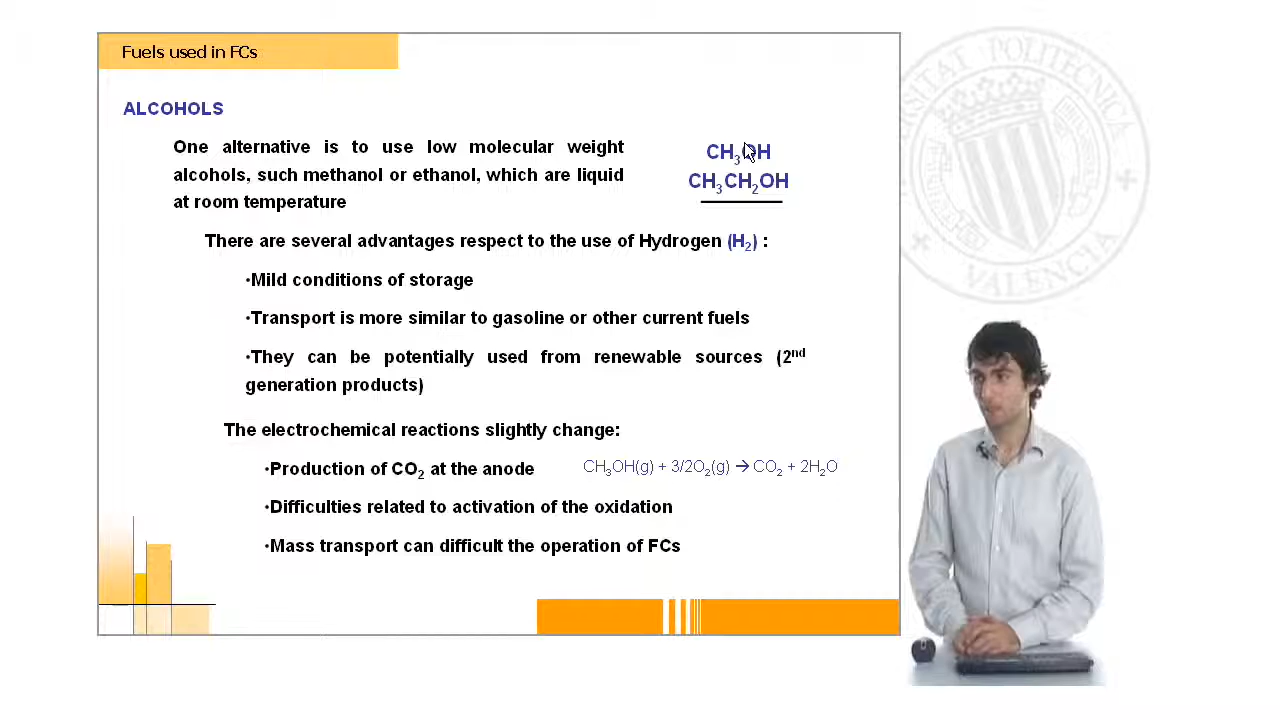 Fuels used in FCs
ALCOHOLS
One alternative is to use low molecular weight
alcohols, such methanol or ethanol, which are liquid
at room temperature
CH3OH
CH3CH2OH
There are several advantages respect to the use of Hydrogen (H2) :
•Mild conditions of storage
•Transport is more similar to gasoline or other current fuels
•They can be potentially used from renewable sources (2nd
generation products)
The electrochemical reactions slightly change:
•Production of CO2 at the anode
CH3OH(g) + 3/2O2(g) → CO2 + 2H2O
•Difficulties related to activation of the oxidation
•Mass transport can difficult the operation of FCs
POLITECNICA
VALENCIA